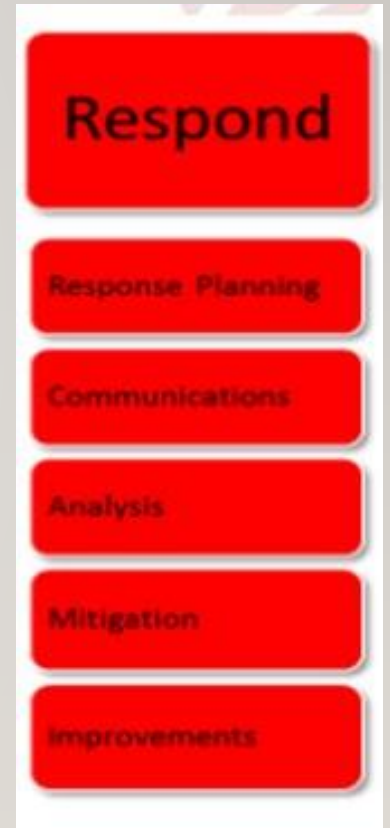 Respond
Response Planning
Communications
Analysis
Mitigation
Improvements